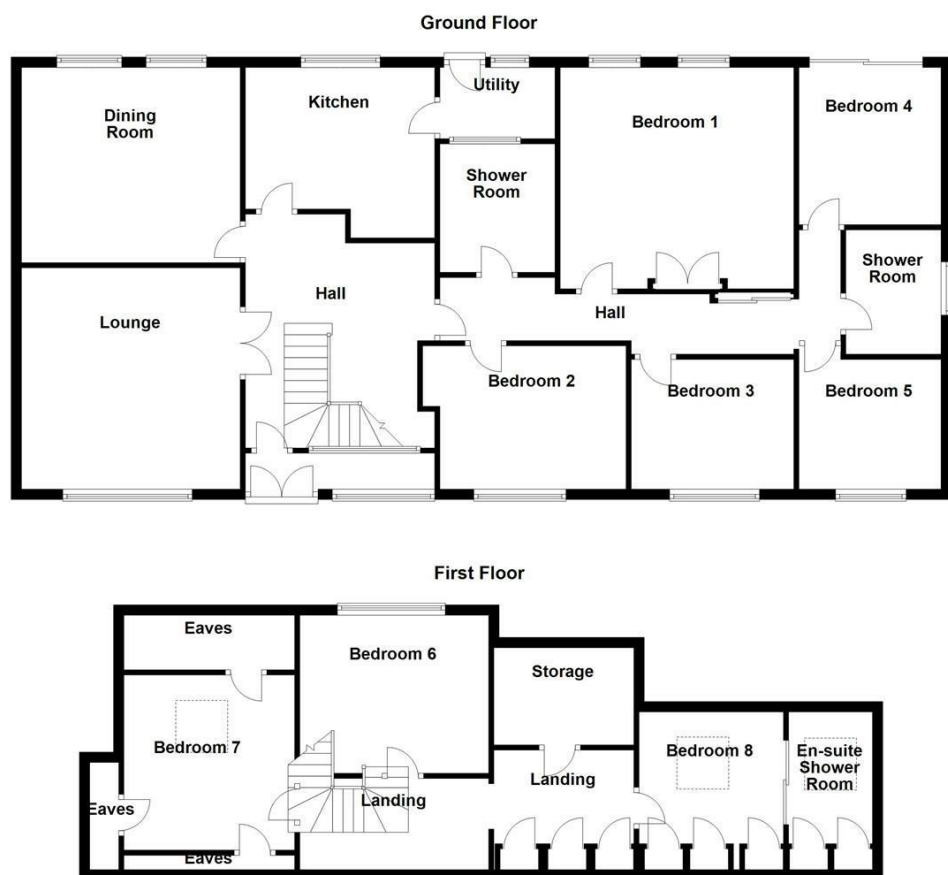 Ground Floor
Dining
Room
Kitchen
Utility
Bedroom 1
Bedroom 4
Shower
Room
Shower
Room
Lounge
Hall
Hall
Bedroom 2
Bedroom 3
Bedroom 5
First Floor
Eaves
Bedroom 6
Storage
Bedroom 7
Bedroom 8
En-suite
Shower
Room
Eaves
Landing
Landing
Eaves